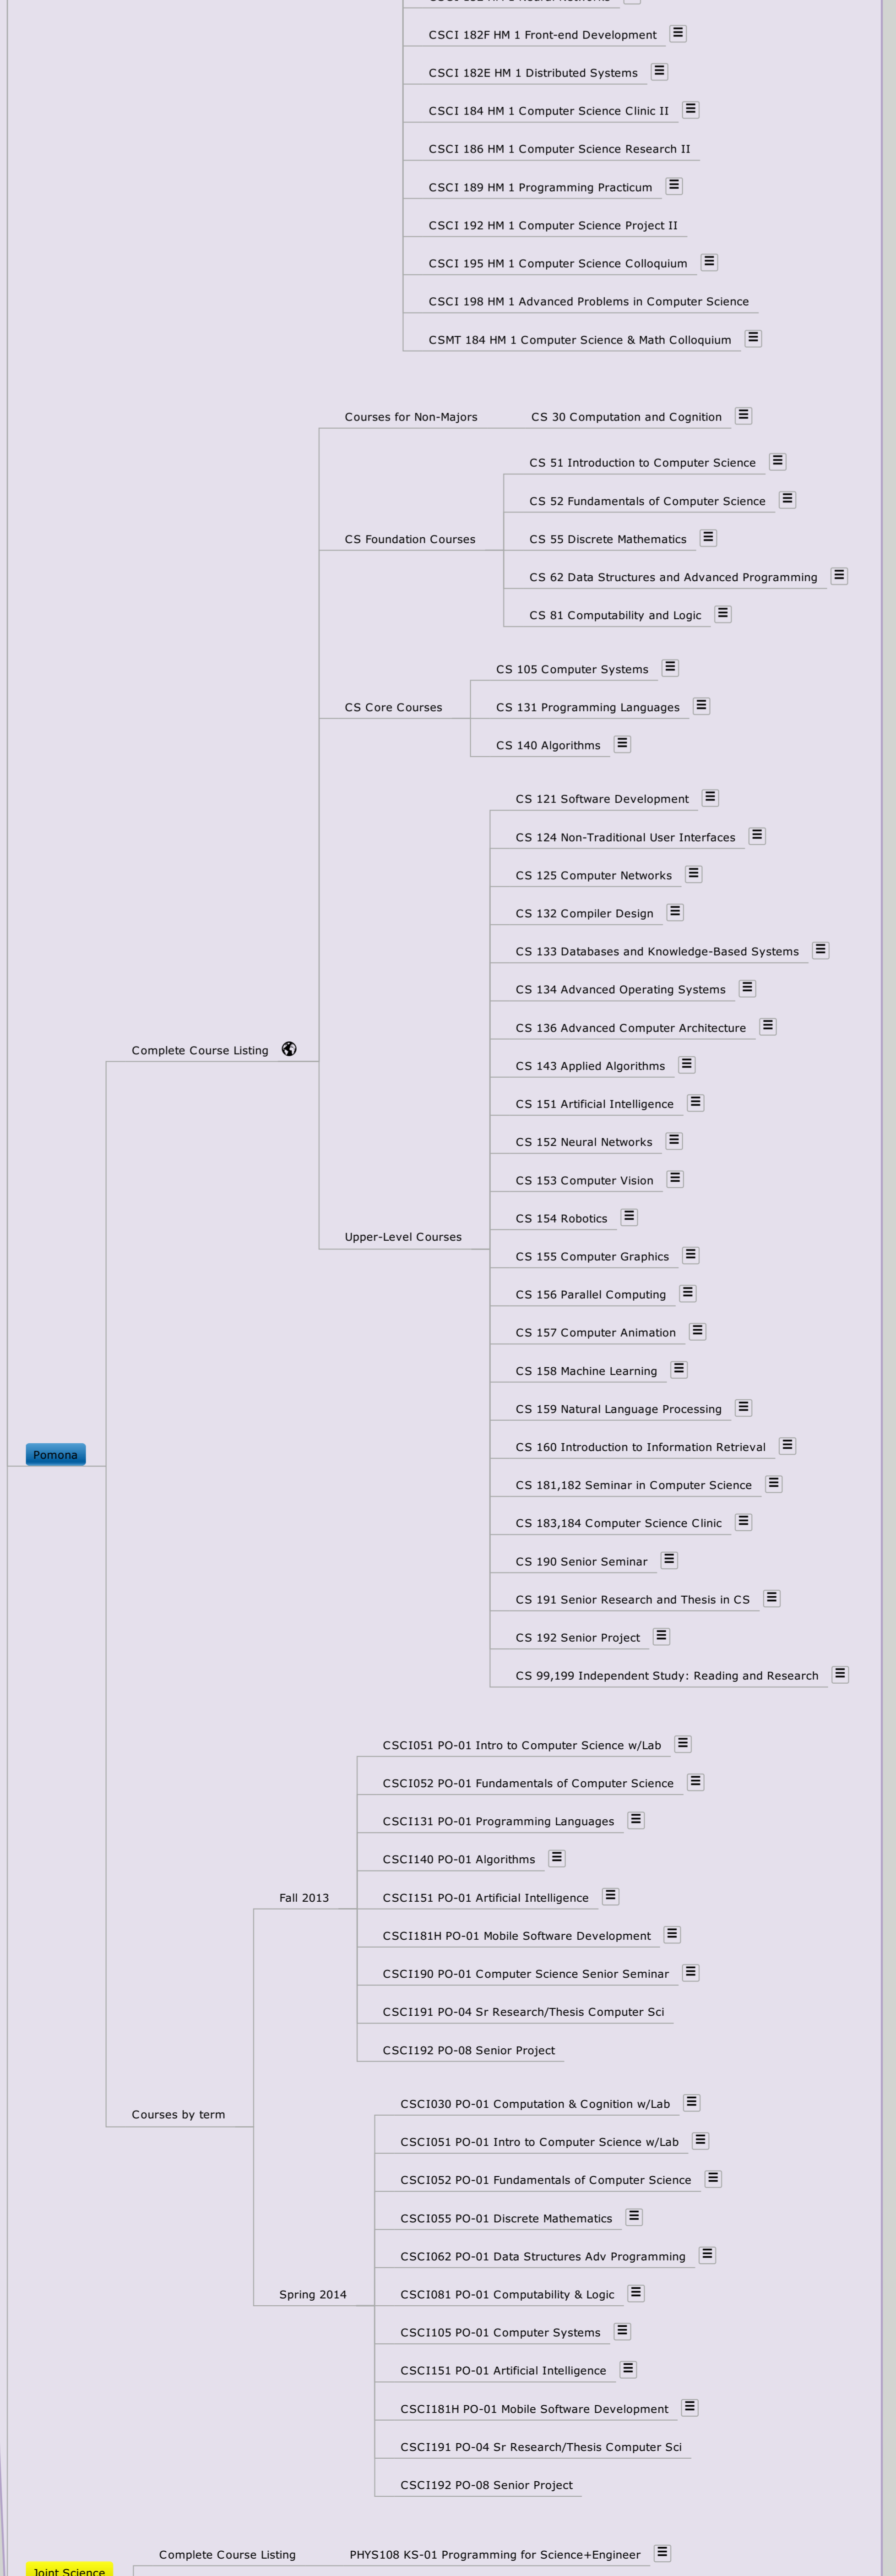 CSCI 182F HM 1 Front-end Development
CSCI 182E HM 1 Distributed Systems
CSCI 184 HM 1 Computer Science Clinic II
CSCI 186 HM 1 Computer Science Research II
CSCI 189 HM 1 Programming Practicum
CSCI 192 HM 1 Computer Science Project II
CSCI 195 HM 1 Computer Science Colloquium
CSCI 198 HM 1 Advanced Problems in Computer Science
CSMT 184 HM 1 Computer Science & Math Colloquium
Pomona
Complete Course Listing
Courses for Non-Majors
CS 30 Computation and Cognition
CS Foundation Courses
CS 51 Introduction to Computer Science
CS 52 Fundamentals of Computer Science
CS 55 Discrete Mathematics
CS 62 Data Structures and Advanced Programming
CS 81 Computability and Logic
CS Core Courses
CS 105 Computer Systems
CS 131 Programming Languages
CS 140 Algorithms
Upper-Level Courses
CS 121 Software Development
CS 124 Non-Traditional User Interfaces
CS 125 Computer Networks
CS 132 Compiler Design
CS 133 Databases and Knowledge-Based Systems
CS 134 Advanced Operating Systems
CS 136 Advanced Computer Architecture
CS 143 Applied Algorithms
CS 151 Artificial Intelligence
CS 152 Neural Networks
CS 153 Computer Vision
CS 154 Robotics
CS 155 Computer Graphics
CS 156 Parallel Computing
CS 157 Computer Animation
CS 158 Machine Learning
CS 159 Natural Language Processing
CS 160 Introduction to Information Retrieval
CS 181,182 Seminar in Computer Science
CS 183,184 Computer Science Clinic
CS 190 Senior Seminar
CS 191 Senior Research and Thesis in CS
CS 192 Senior Project
CS 99,199 Independent Study: Reading and Research
Courses by term
Fall 2013
CSCI051 PO-01 Intro to Computer Science w/Lab
CSCI052 PO-01 Fundamentals of Computer Science
CSCI131 PO-01 Programming Languages
CSCI140 PO-01 Algorithms
CSCI151 PO-01 Artificial Intelligence
CSCI181H PO-01 Mobile Software Development
CSCI190 PO-01 Computer Science Senior Seminar
CSCI191 PO-04 Sr Research/Thesis Computer Sci
CSCI192 PO-08 Senior Project
Spring 2014
CSCI030 PO-01 Computation & Cognition w/Lab
CSCI051 PO-01 Intro to Computer Science w/Lab
CSCI052 PO-01 Fundamentals of Computer Science
CSCI055 PO-01 Discrete Mathematics
CSCI062 PO-01 Data Structures Adv Programming
CSCI081 PO-01 Computability & Logic
CSCI105 PO-01 Computer Systems
CSCI151 PO-01 Artificial Intelligence
CSCI181H PO-01 Mobile Software Development
CSCI191 PO-04 Sr Research/Thesis Computer Sci
CSCI192 PO-08 Senior Project
Joint Science
Complete Course Listing
PHYS108 KS-01 Programming for Science+Engineer